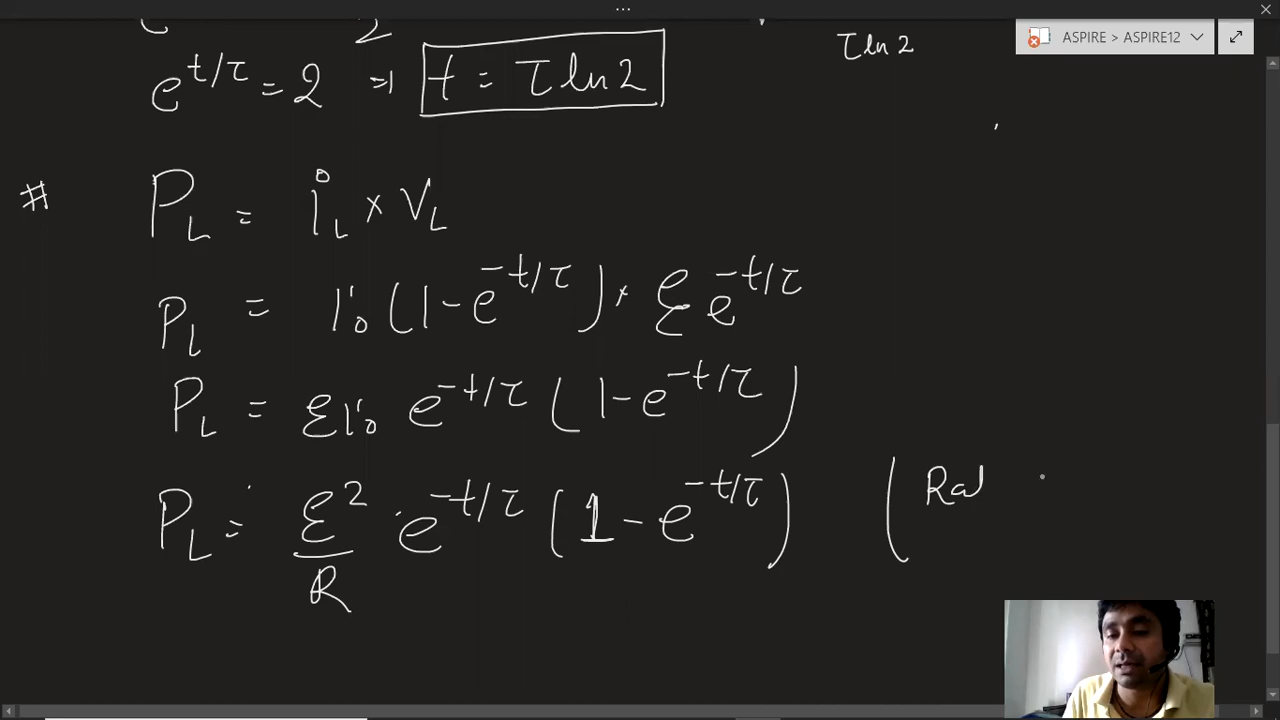 ASPIRE > ASPIRE12
τ ln 2
e^{t/τ} = 2 ⇒ t = τ ln 2
# P_L = i_L × V_L
P_L = i_0 (1 - e^{-t/τ}) × ε e^{-t/τ}
P_L = ε i_0 e^{-t/τ} (1 - e^{-t/τ})
P_L = ε²/R · e^{-t/τ} (1 - e^{-t/τ}) (